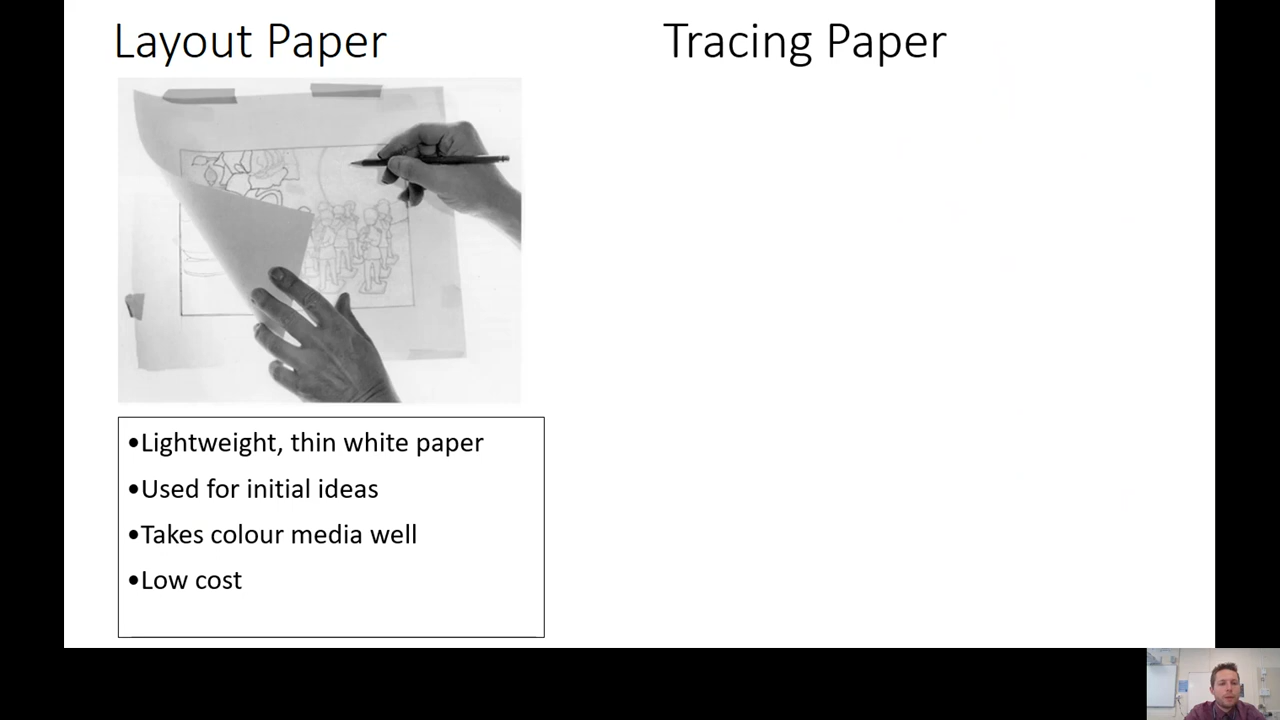 Layout Paper
Tracing Paper
•Lightweight, thin white paper
•Used for initial ideas
•Takes colour media well
•Low cost